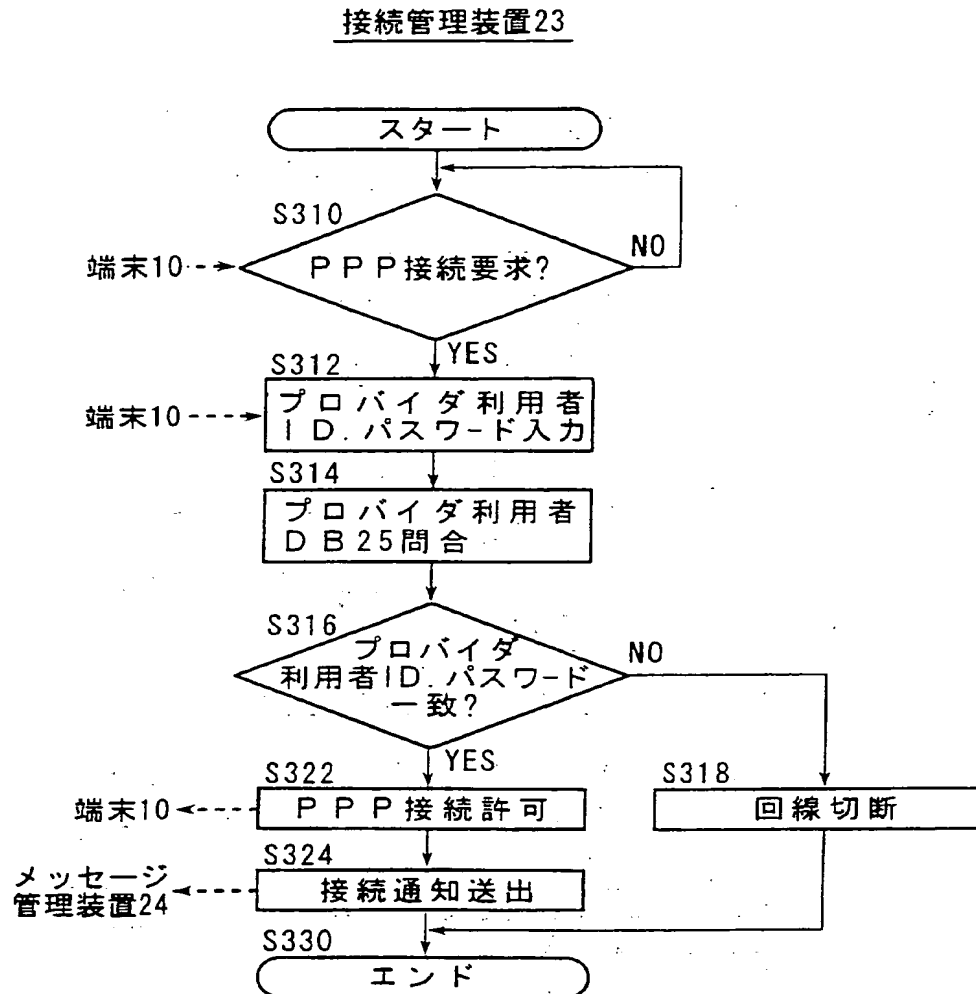 接続管理装置23
スタート
S310
端末10
PPP接続要求?
NO
YES
S312
端末10
プロバイダ利用者
ID.パスワード入力
S314
プロバイダ利用者
DB25問合
S316
プロバイダ
利用者ID.パスワード
一致?
NO
YES
S322
端末10
PPP接続許可
S318
回線切断
S324
メッセージ
管理装置24
接続通知送出
S330
エンド